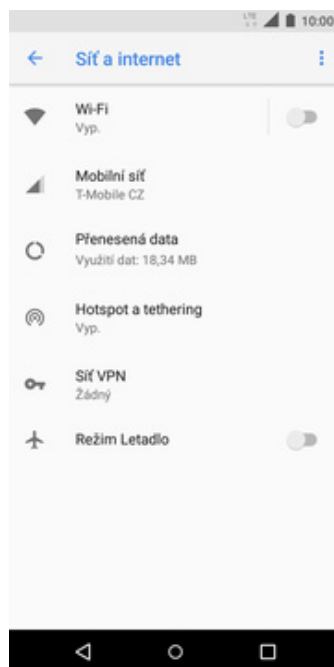 LTE
10:00
Síť a internet
Wi-Fi
Vyp.
Mobilní síť
T-Mobile CZ
Přenesená data
Využití dat: 18,34 MB
Hotspot a tethering
Vyp.
Síť VPN
Žádný
Režim Letadlo